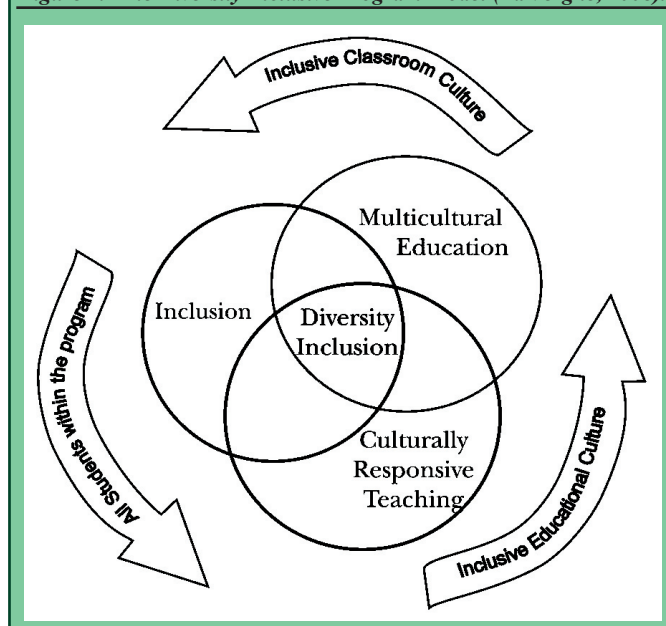 Inclusive Classroom Culture
Multicultural
Education
Inclusion
Diversity
Inclusion
Culturally
Responsive
Teaching
All Students within the program
Inclusive Educational Culture